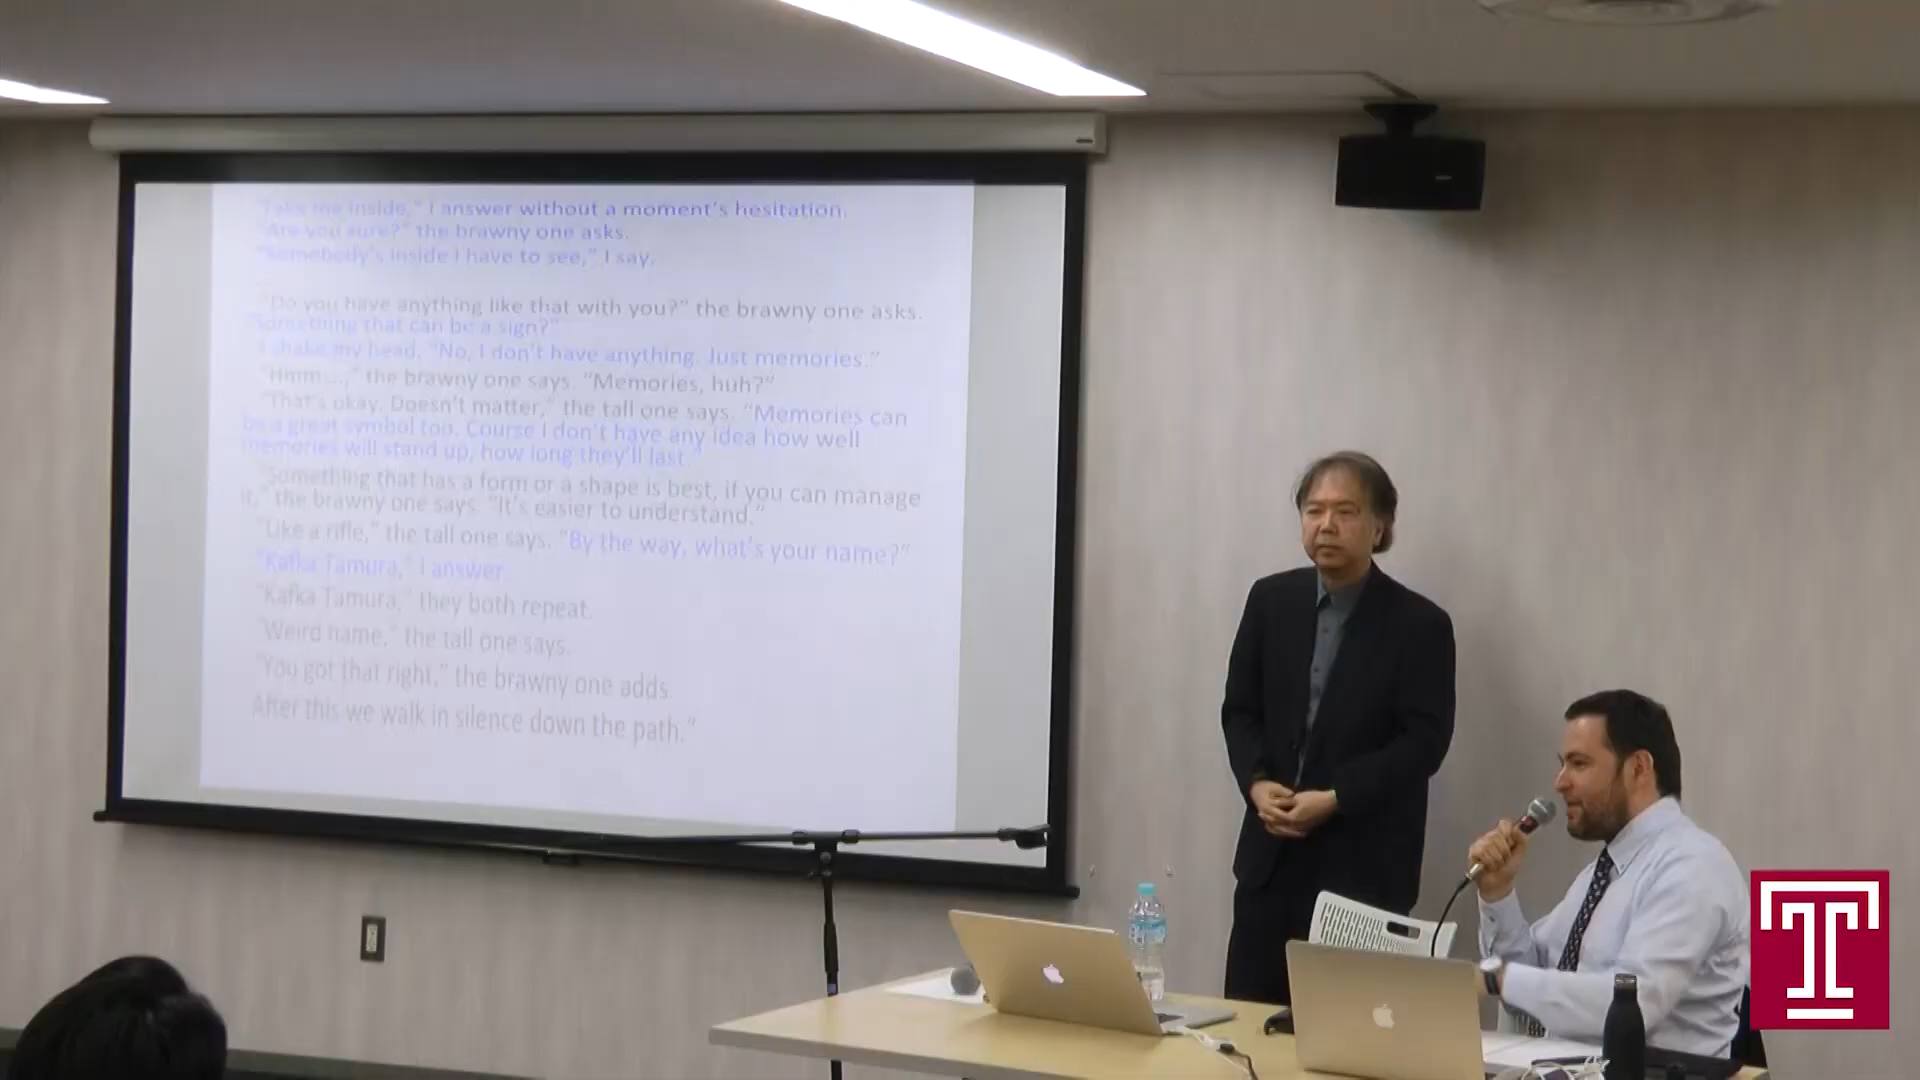 "Take me inside," I answer without a moment's hesitation.
"Are you sure?" the brawny one asks.
"Somebody's inside I have to see," I say.
...
"Do you have anything like that with you?" the brawny one asks.
"Something that can be a sign?"
I shake my head. "No, I don't have anything. Just memories."
"Hmm...," the brawny one says. "Memories, huh?"
"That's okay. Doesn't matter," the tall one says. "Memories can
be a great symbol too. Course I don't have any idea how well
memories will stand up, how long they'll last."
"Something that has a form or a shape is best, if you can manage
it," the brawny one says. "It's easier to understand."
"Like a rifle," the tall one says. "By the way, what's your name?"
"Kafka Tamura," I answer.
"Kafka Tamura," they both repeat.
"Weird name," the tall one says.
"You got that right," the brawny one adds.
After this we walk in silence down the path."
T